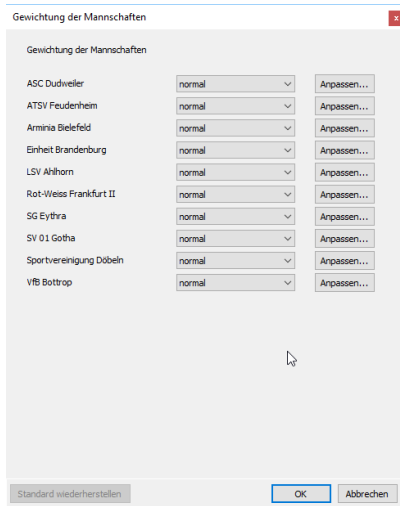 Gewichtung der Mannschaften
x
Gewichtung der Mannschaften
ASC Dudweiler normal Anpassen...
ATSV Feudenheim normal Anpassen...
Arminia Bielefeld normal Anpassen...
Einheit Brandenburg normal Anpassen...
LSV Ahlhorn normal Anpassen...
Rot-Weiss Frankfurt II normal Anpassen...
SG Eythra normal Anpassen...
SV 01 Gotha normal Anpassen...
Sportvereinigung Döbeln normal Anpassen...
VfB Bottrop normal Anpassen...
Standard wiederherstellen OK Abbrechen